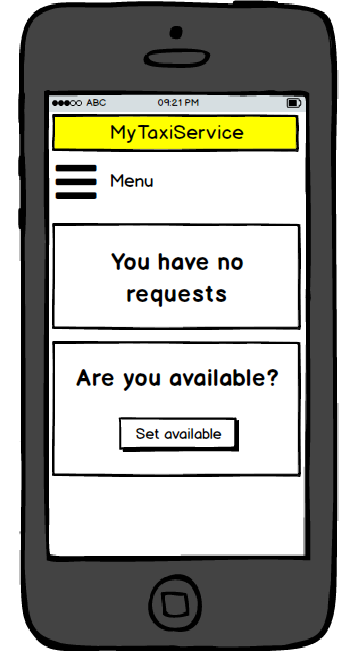 ABC 09:21 PM
MyTaxiService
Menu
You have no
requests
Are you available?
Set available